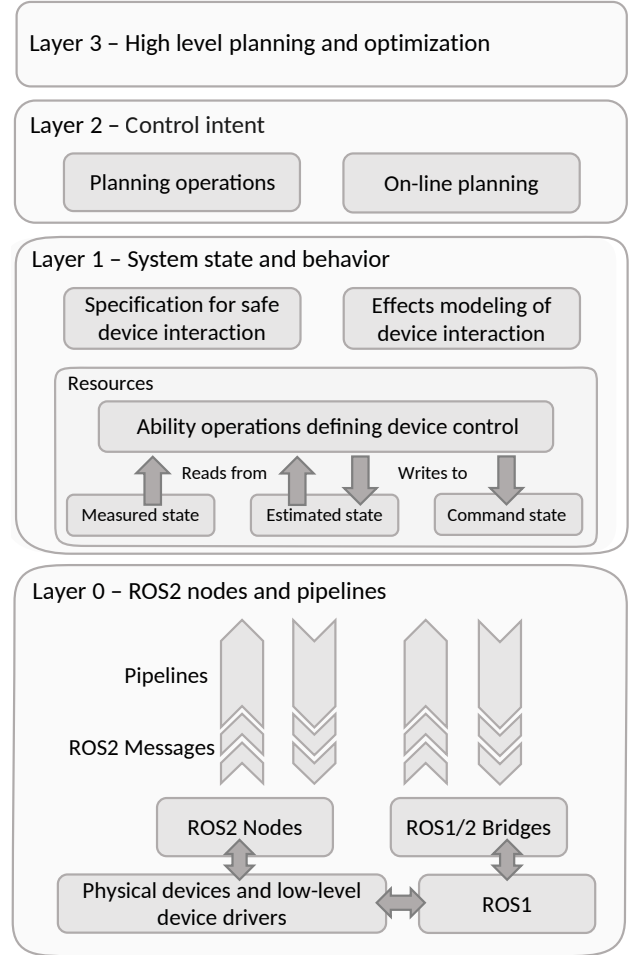 Layer 3 – High level planning and optimization
Layer 2 – Control intent
Planning operations
On-line planning
Layer 1 – System state and behavior
Specification for safe
device interaction
Effects modeling of
device interaction
Resources
Ability operations defining device control
Reads from
Writes to
Measured state
Estimated state
Command state
Layer 0 – ROS2 nodes and pipelines
Pipelines
ROS2 Messages
ROS2 Nodes
ROS1/2 Bridges
Physical devices and low-level
device drivers
ROS1